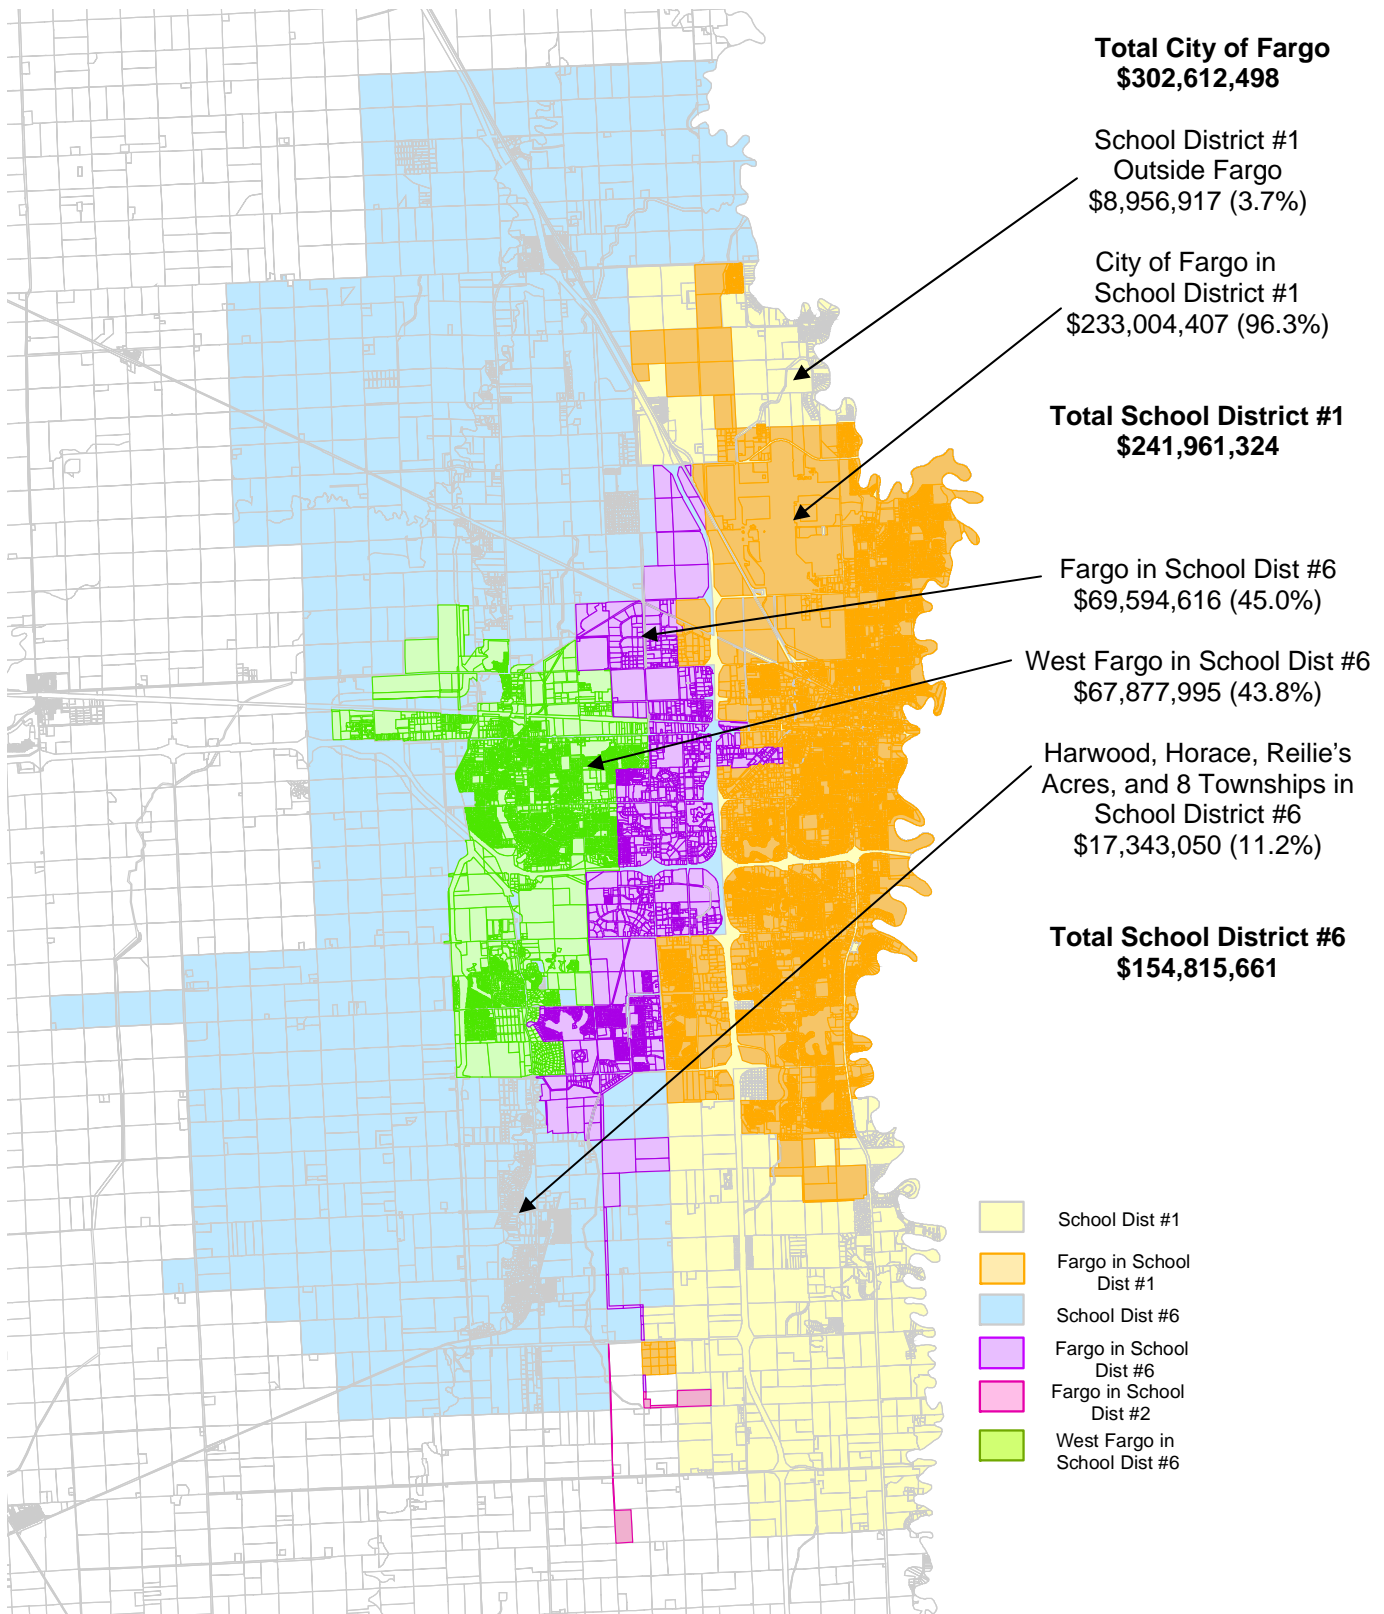 Total City of Fargo
$302,612,498
School District #1
Outside Fargo
$8,956,917 (3.7%)
City of Fargo in
School District #1
$233,004,407 (96.3%)
Total School District #1
$241,961,324
Fargo in School Dist #6
$69,594,616 (45.0%)
West Fargo in School Dist #6
$67,877,995 (43.8%)
Harwood, Horace, Reilie’s
Acres, and 8 Townships in
School District #6
$17,343,050 (11.2%)
Total School District #6
$154,815,661
School Dist #1
Fargo in School
Dist #1
School Dist #6
Fargo in School
Dist #6
Fargo in School
Dist #2
West Fargo in
School Dist #6